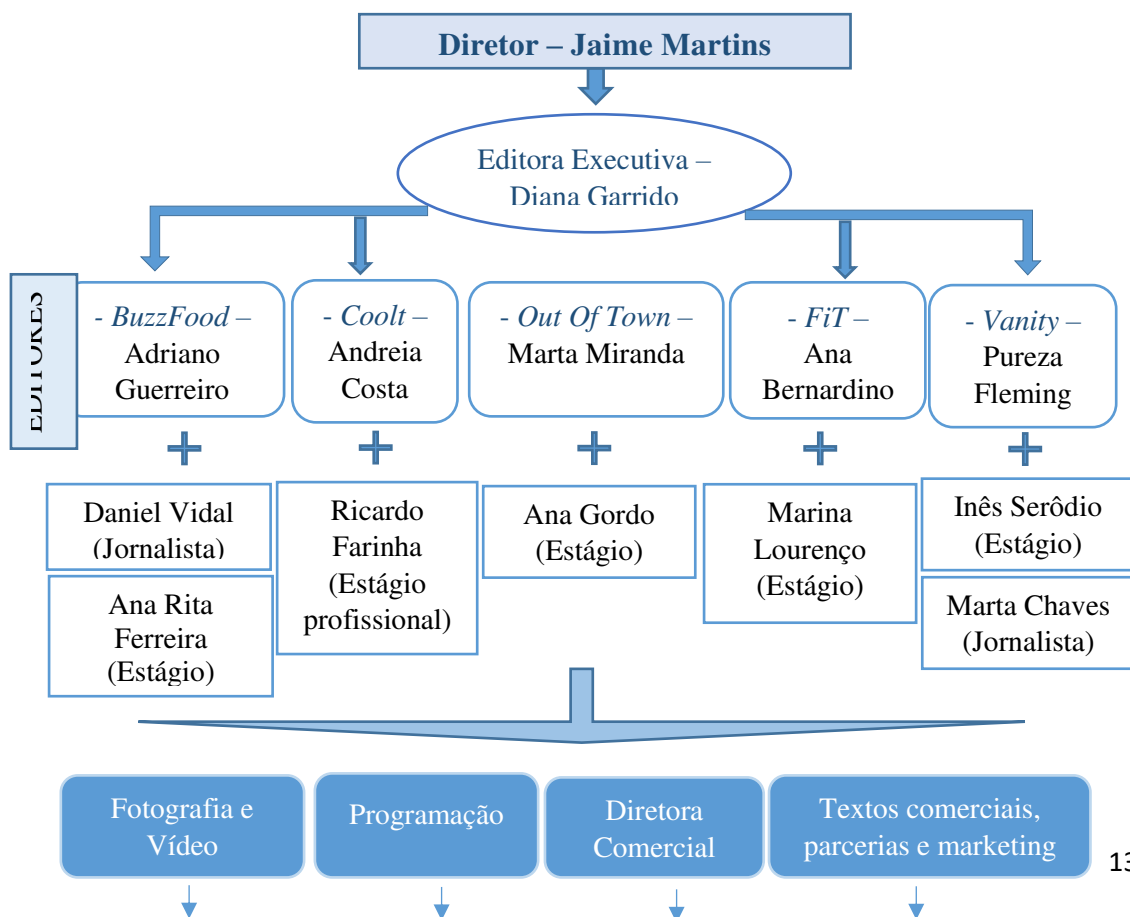 Diretor – Jaime Martins
Editora Executiva –
Diana Garrido
EDITORES
- BuzzFood –
Adriano
Guerreiro
- Coolt –
Andreia
Costa
- Out Of Town –
Marta Miranda
- FiT –
Ana
Bernardino
- Vanity –
Pureza
Fleming
Daniel Vidal
(Jornalista)
Ana Rita
Ferreira
(Estágio)
Ricardo
Farinha
(Estágio
profissional)
Ana Gordo
(Estágio)
Marina
Lourenço
(Estágio)
Inês Serôdio
(Estágio)
Marta Chaves
(Jornalista)
Fotografia e
Vídeo
Programação
Diretora
Comercial
Textos comerciais,
parcerias e marketing
13